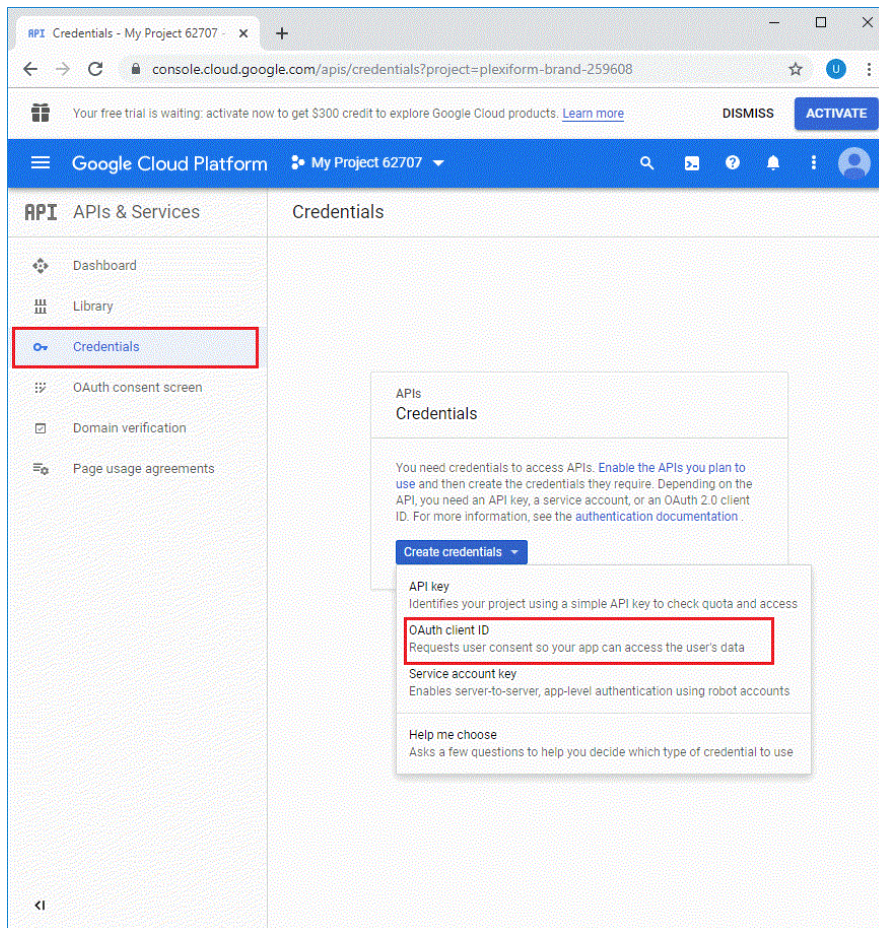 API Credentials - My Project 62707 -
console.cloud.google.com/apis/credentials?project=plexiform-brand-259608
U
Your free trial is waiting: activate now to get $300 credit to explore Google Cloud products. Learn more
DISMISS
ACTIVATE
Google Cloud Platform
My Project 62707
API APIs & Services
Credentials
Dashboard
Library
Credentials
OAuth consent screen
Domain verification
Page usage agreements
APIs
Credentials
You need credentials to access APIs. Enable the APIs you plan to
use and then create the credentials they require. Depending on the
API, you need an API key, a service account, or an OAuth 2.0 client
ID. For more information, see the authentication documentation .
Create credentials
API key
Identifies your project using a simple API key to check quota and access
OAuth client ID
Requests user consent so your app can access the user's data
Service account key
Enables server-to-server, app-level authentication using robot accounts
Help me choose
Asks a few questions to help you decide which type of credential to use